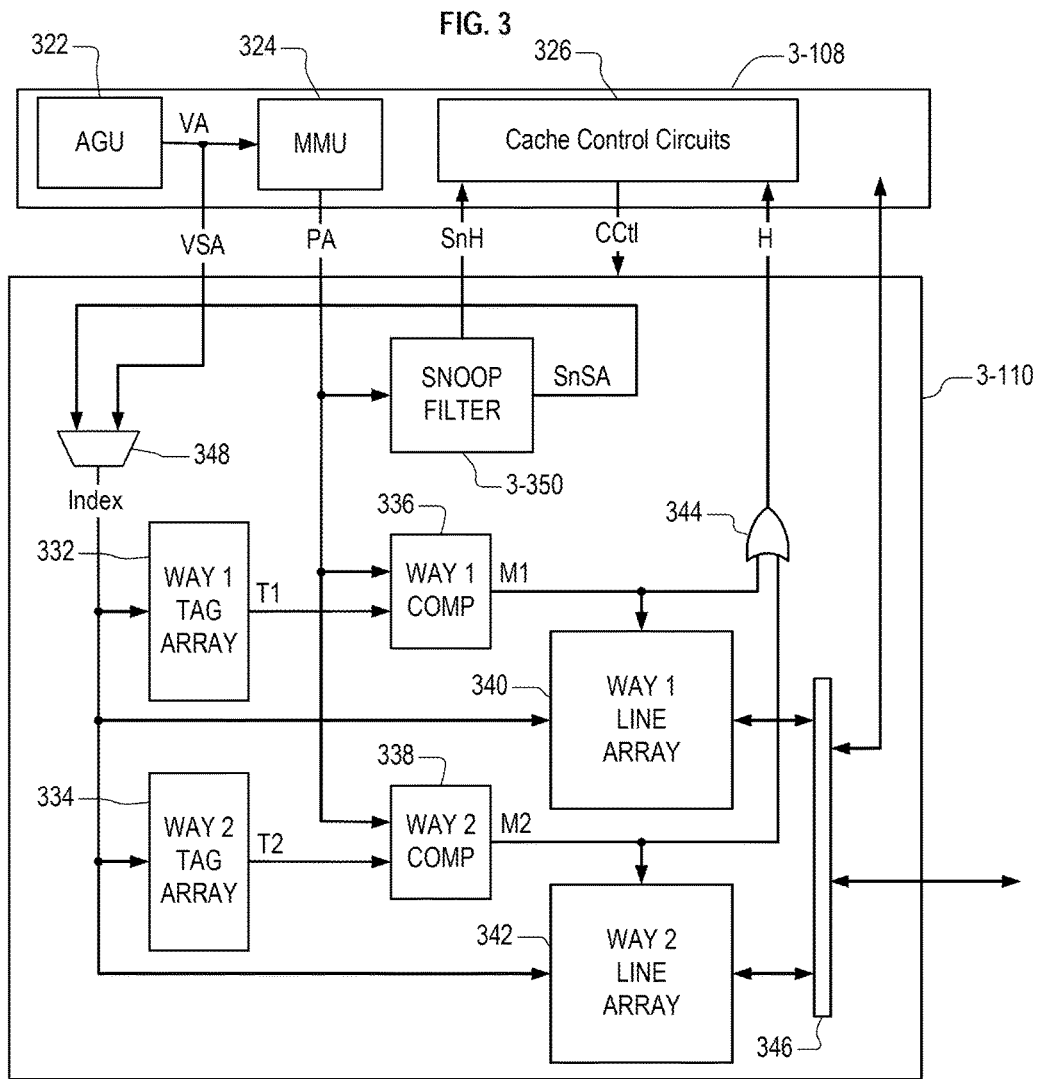 FIG. 3
322
324
326
3-108
AGU
VA
MMU
Cache Control Circuits
VSA
PA
SnH
CCtl
H
SNOOP
FILTER
SnSA
3-110
348
3-350
Index
332
336
344
WAY 1
TAG
ARRAY
T1
WAY 1
COMP
M1
340
WAY 1
LINE
ARRAY
334
338
WAY 2
TAG
ARRAY
T2
WAY 2
COMP
M2
342
WAY 2
LINE
ARRAY
346